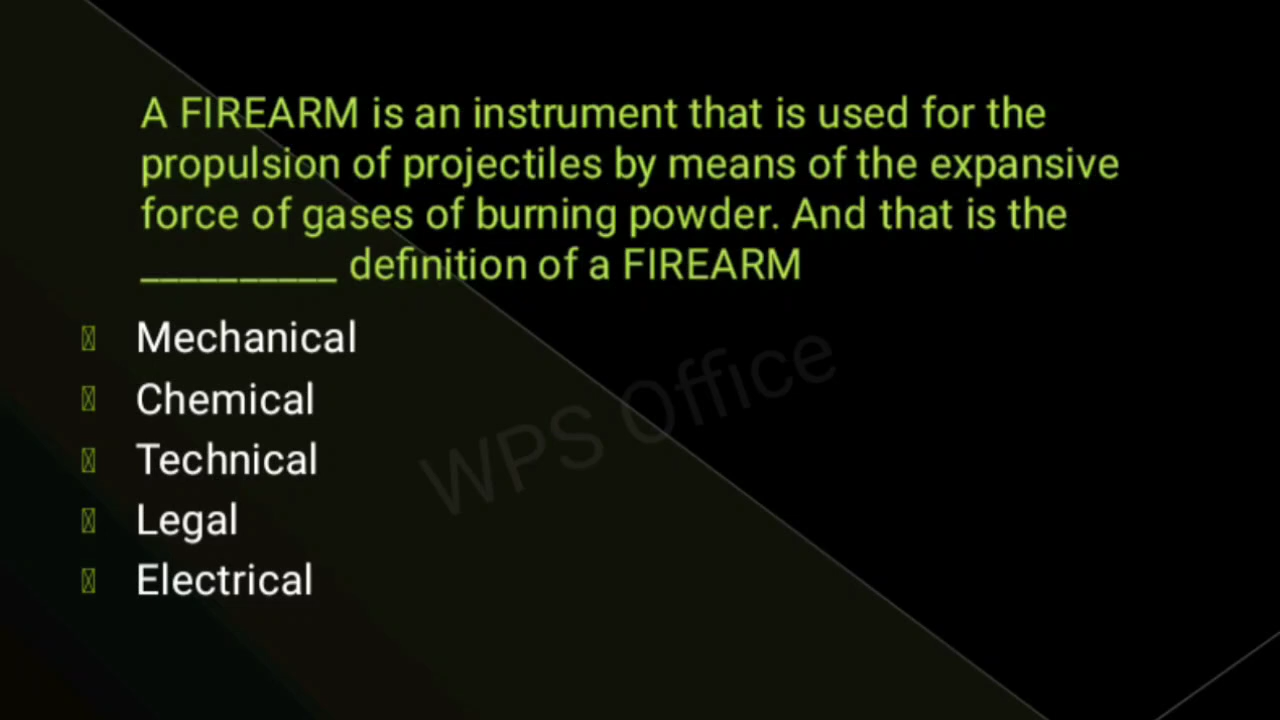 A FIREARM is an instrument that is used for the
propulsion of projectiles by means of the expansive
force of gases of burning powder. And that is the
__________ definition of a FIREARM
Mechanical
Chemical
Technical
Legal
Electrical
WPS Office